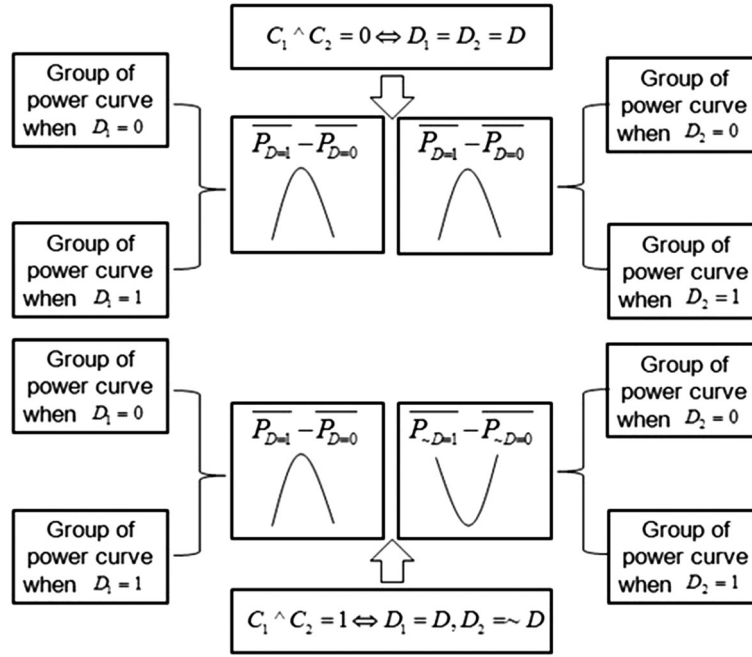 C₁ ^ C₂ = 0 ⇔ D₁ = D₂ = D
Group of
power curve
when D₁ = 0
Group of
power curve
when D₁ = 1
P̅_{D=1} − P̅_{D=0}
P̅_{D=1} − P̅_{D=0}
Group of
power curve
when D₂ = 0
Group of
power curve
when D₂ = 1
Group of
power curve
when D₁ = 0
Group of
power curve
when D₁ = 1
P̅_{D=1} − P̅_{D=0}
P̅_{~D=1} − P̅_{~D=0}
Group of
power curve
when D₂ = 0
Group of
power curve
when D₂ = 1
C₁ ^ C₂ = 1 ⇔ D₁ = D, D₂ =~ D